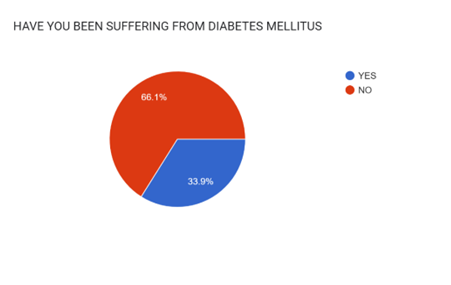 HAVE YOU BEEN SUFFERING FROM DIABETES MELLITUS
YES
NO
66.1%
33.9%